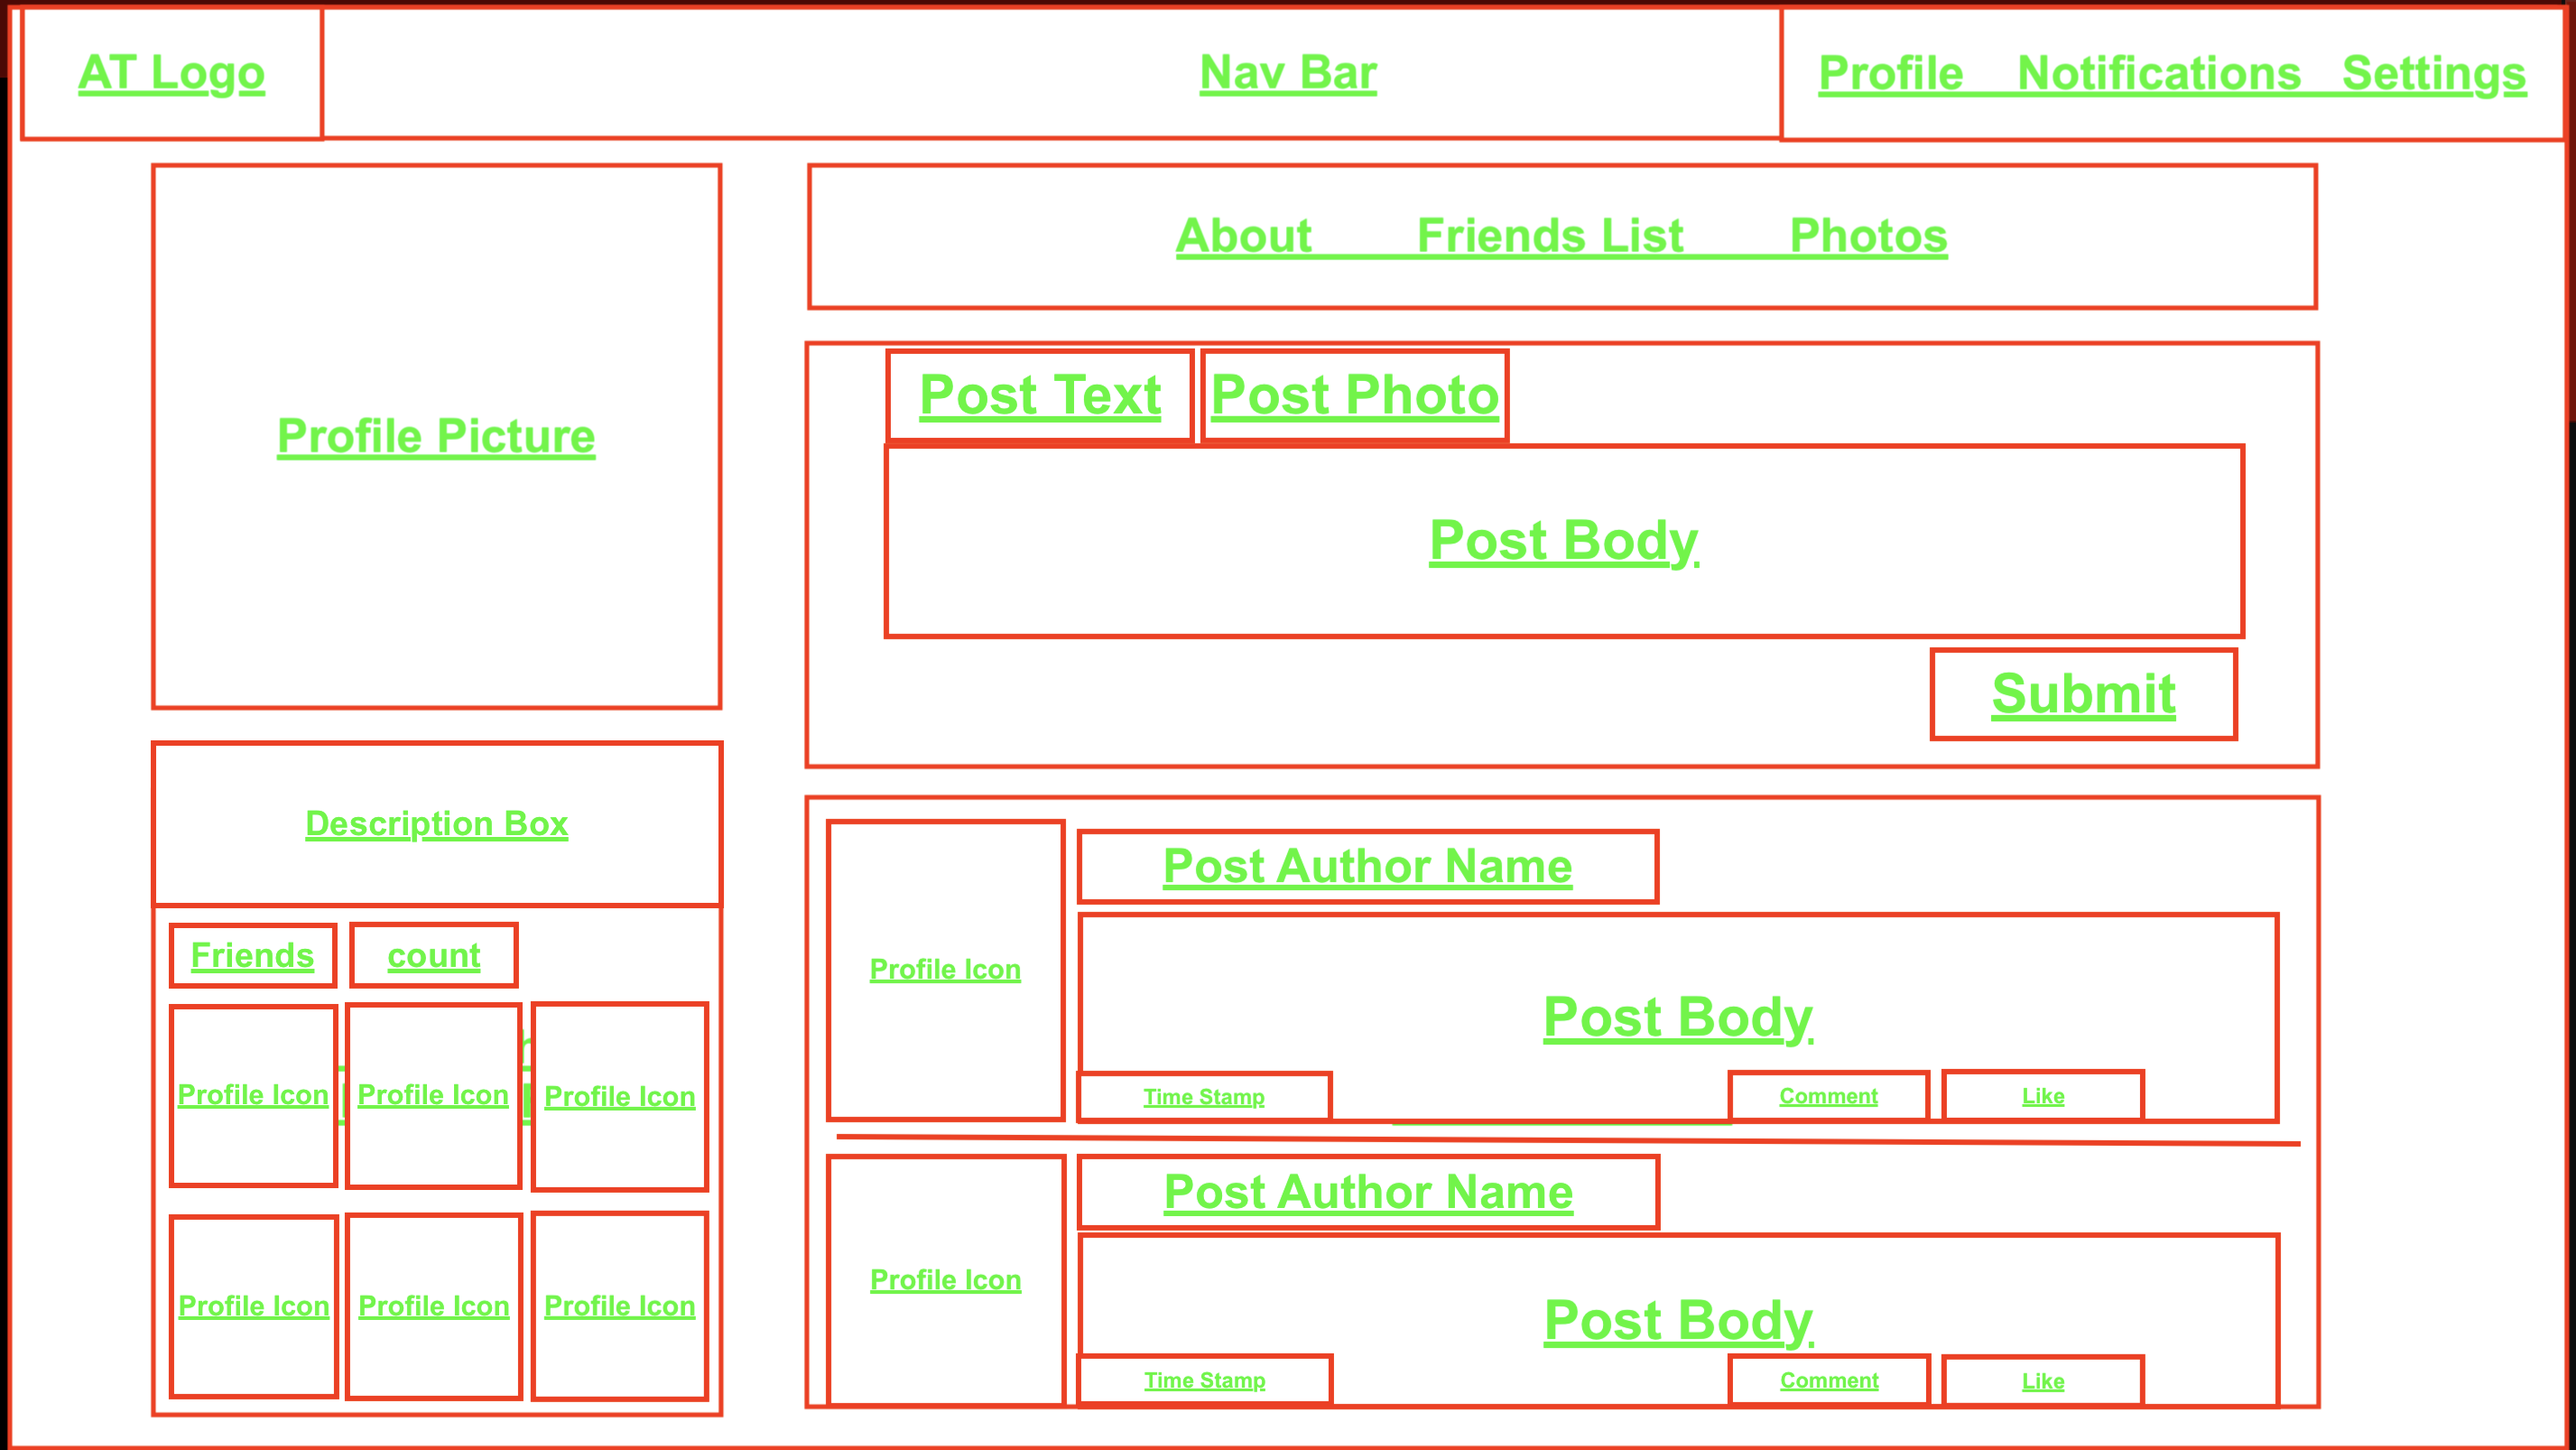 AT Logo
Nav Bar
Profile Notifications Settings
Profile Picture
About Friends List Photos
Post Text
Post Photo
Post Body
Submit
Description Box
Friends
count
Profile Icon
Profile Icon
Profile Icon
Profile Icon
Profile Icon
Profile Icon
Profile Icon
Post Author Name
Post Body
Time Stamp
Comment
Like
Profile Icon
Post Author Name
Post Body
Time Stamp
Comment
Like